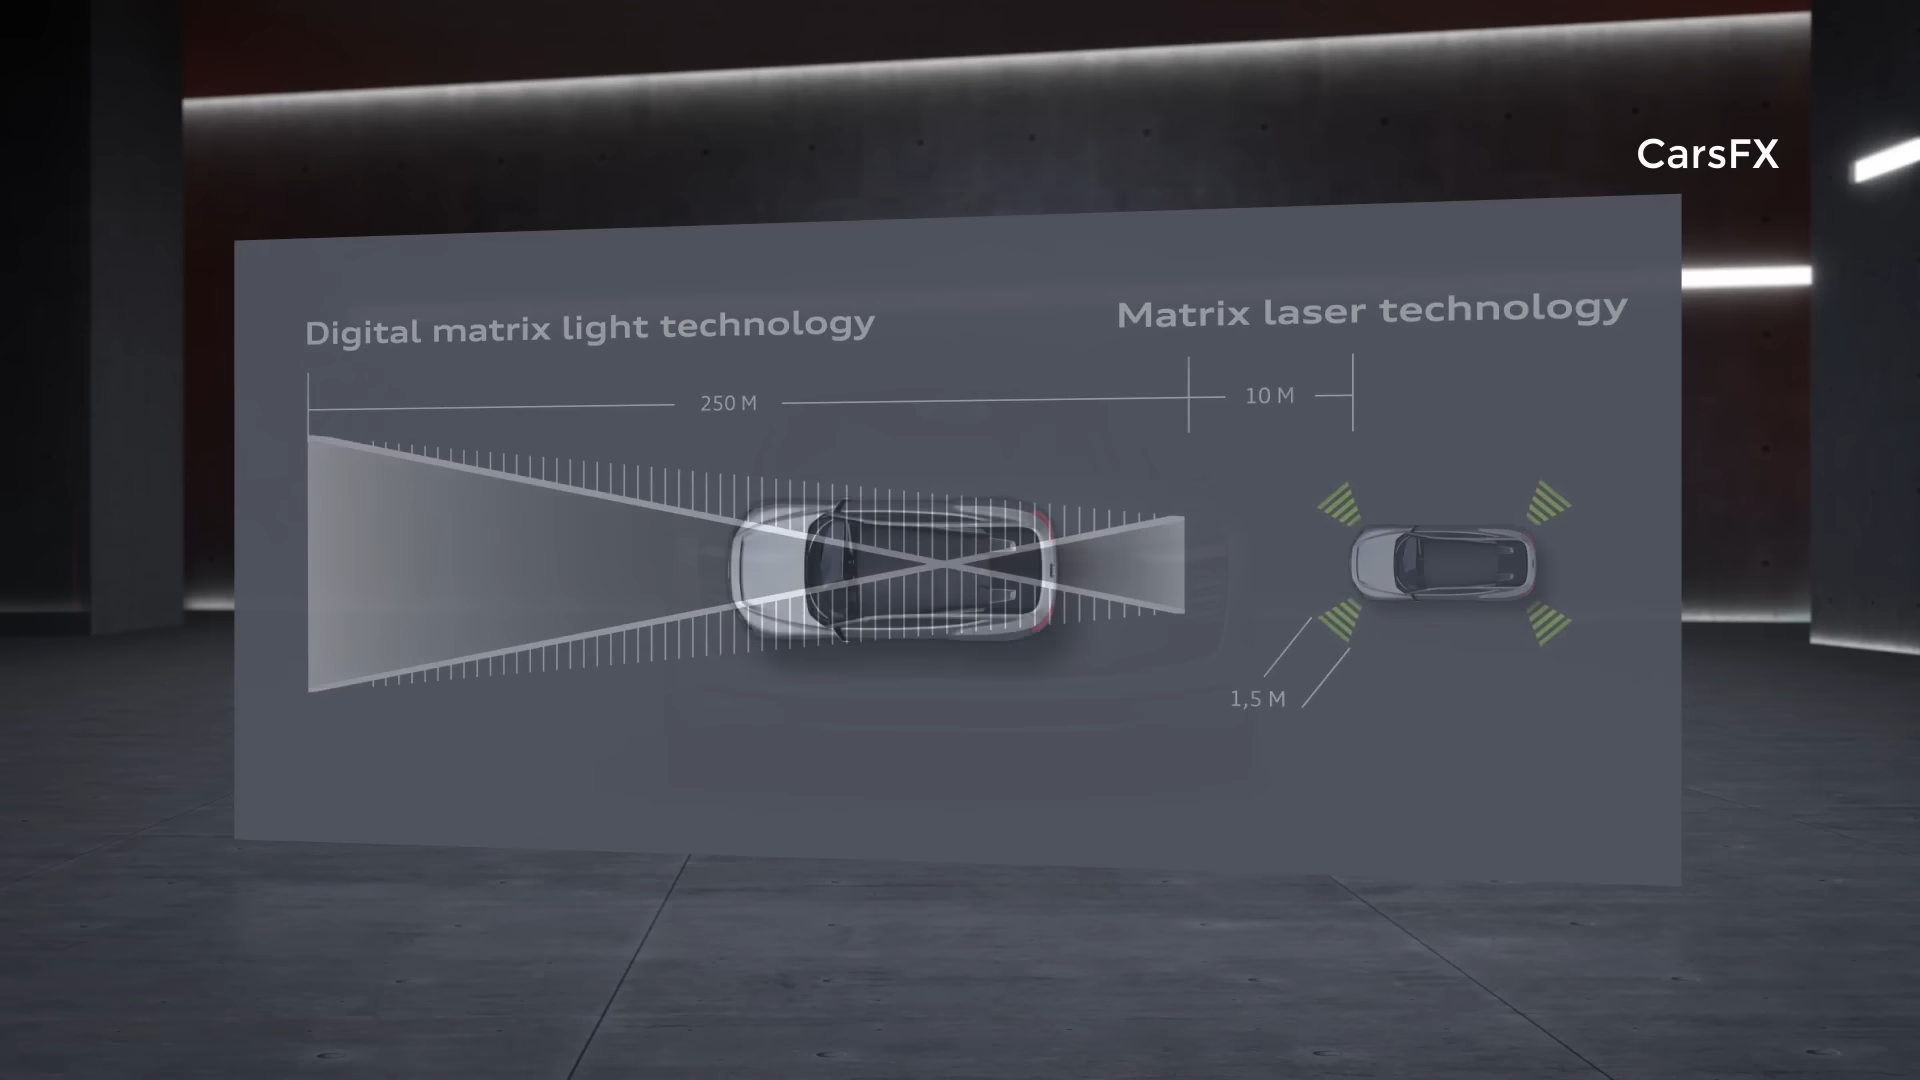 CarsFX
Digital matrix light technology
Matrix laser technology
250 M
10 M
1,5 M